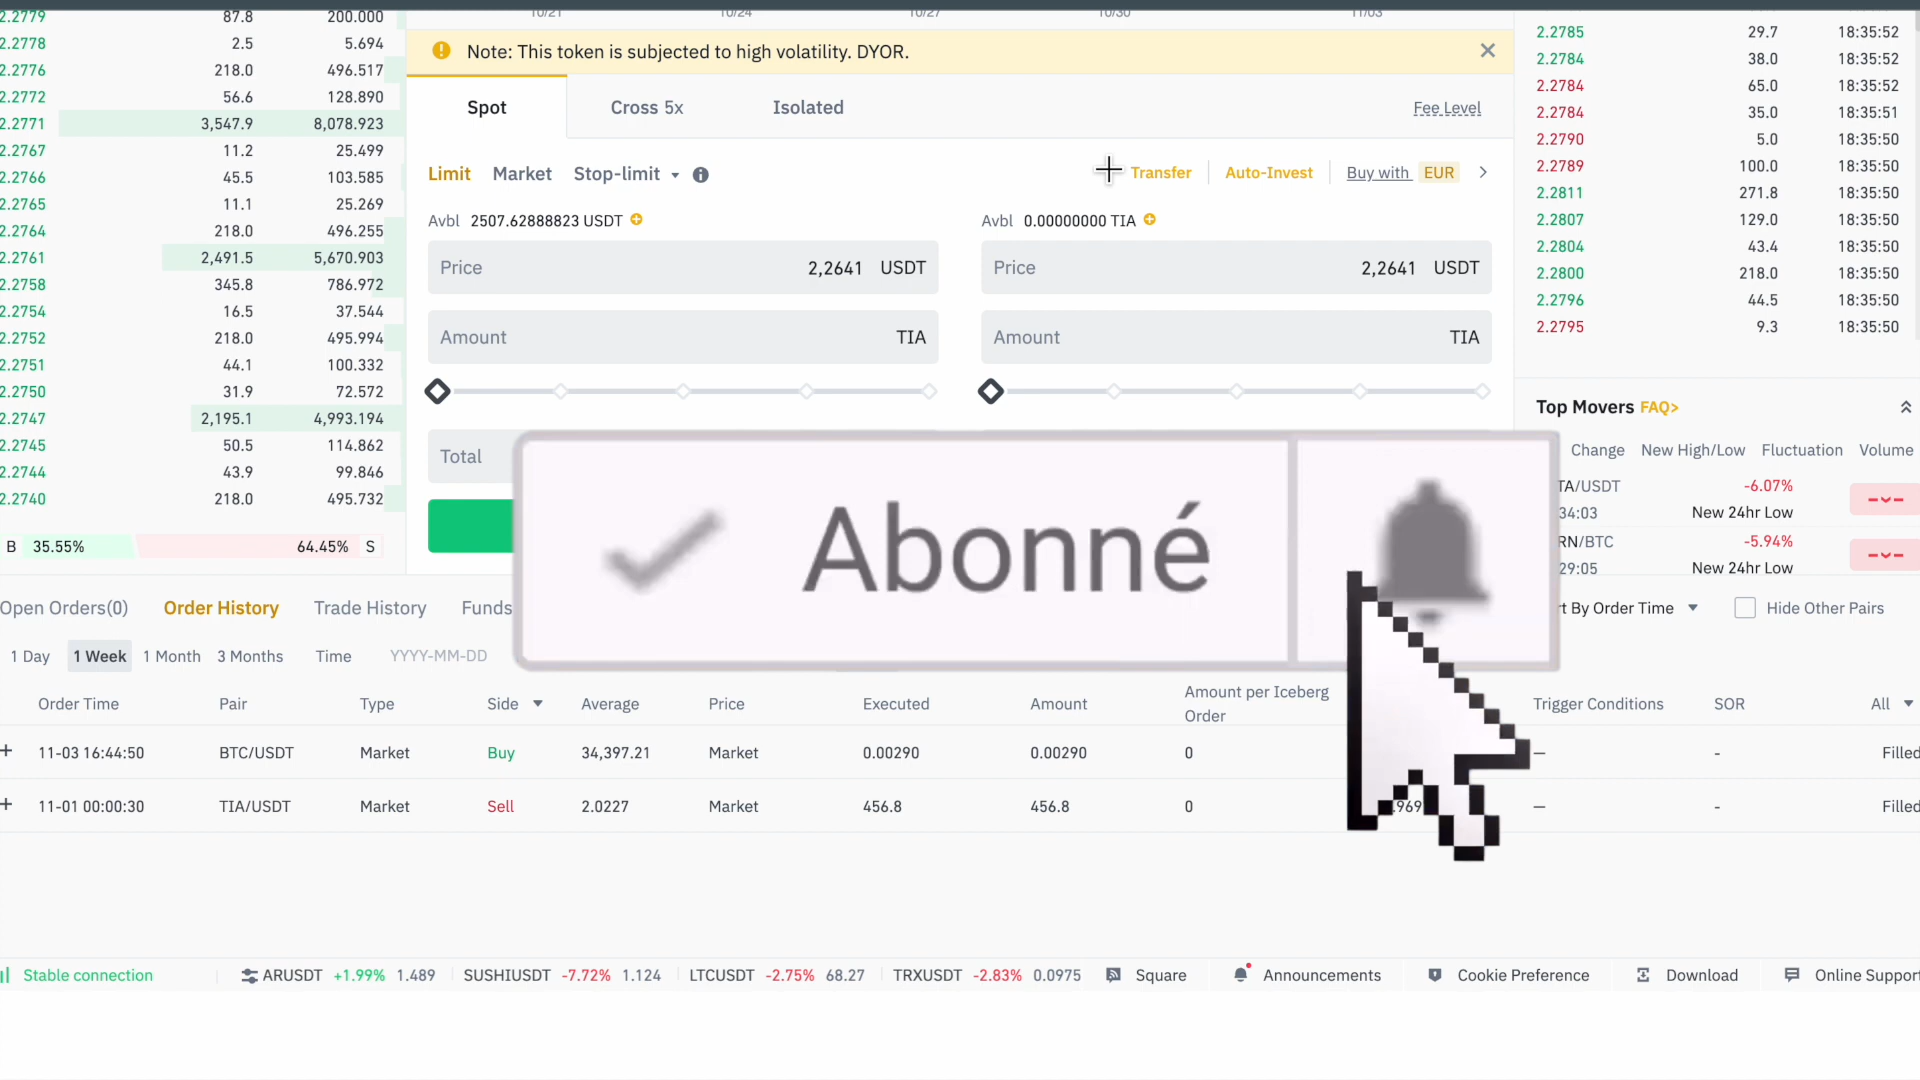 10/21 10/24 10/27 10/30 11/03
2.2779 87.8 200.000
2.2778 2.5 5.694
2.2776 218.0 496.517
2.2772 56.6 128.890
2.2771 3,547.9 8,078.923
2.2767 11.2 25.499
2.2766 45.5 103.585
2.2765 11.1 25.269
2.2764 218.0 496.255
2.2761 2,491.5 5,670.903
2.2758 345.8 786.972
2.2754 16.5 37.544
2.2752 218.0 495.994
2.2751 44.1 100.332
2.2750 31.9 72.572
2.2747 2,195.1 4,993.194
2.2745 50.5 114.862
2.2744 43.9 99.846
2.2740 218.0 495.732
B 35.55% 64.45% S
Note: This token is subjected to high volatility. DYOR.
Spot Cross 5x Isolated Fee Level
Limit Market Stop-limit Transfer Auto-Invest Buy with EUR
Avbl 2507.62888823 USDT Avbl 0.00000000 TIA
Price 2,2641 USDT Price 2,2641 USDT
Amount TIA Amount TIA
Total
Abonné
2.2785 29.7 18:35:52
2.2784 38.0 18:35:52
2.2784 65.0 18:35:52
2.2784 35.0 18:35:51
2.2790 5.0 18:35:50
2.2789 100.0 18:35:50
2.2811 271.8 18:35:50
2.2807 129.0 18:35:50
2.2804 43.4 18:35:50
2.2800 218.0 18:35:50
2.2796 44.5 18:35:50
2.2795 9.3 18:35:50
Top Movers FAQ>
Change New High/Low Fluctuation Volume
TA/USDT -6.07%
34:03 New 24hr Low
RN/BTC -5.94%
29:05 New 24hr Low
Open Orders(0) Order History Trade History Funds
rt By Order Time Hide Other Pairs
1 Day 1 Week 1 Month 3 Months Time YYYY-MM-DD
Order Time Pair Type Side Average Price Executed Amount Amount per Iceberg Order Trigger Conditions SOR All
11-03 16:44:50 BTC/USDT Market Buy 34,397.21 Market 0.00290 0.00290 0 — - Filled
11-01 00:00:30 TIA/USDT Market Sell 2.0227 Market 456.8 456.8 0 .969 — - Filled
Stable connection ARUSDT +1.99% 1.489 SUSHIUSDT -7.72% 1.124 LTCUSDT -2.75% 68.27 TRXUSDT -2.83% 0.0975 Square Announcements Cookie Preference Download Online Support